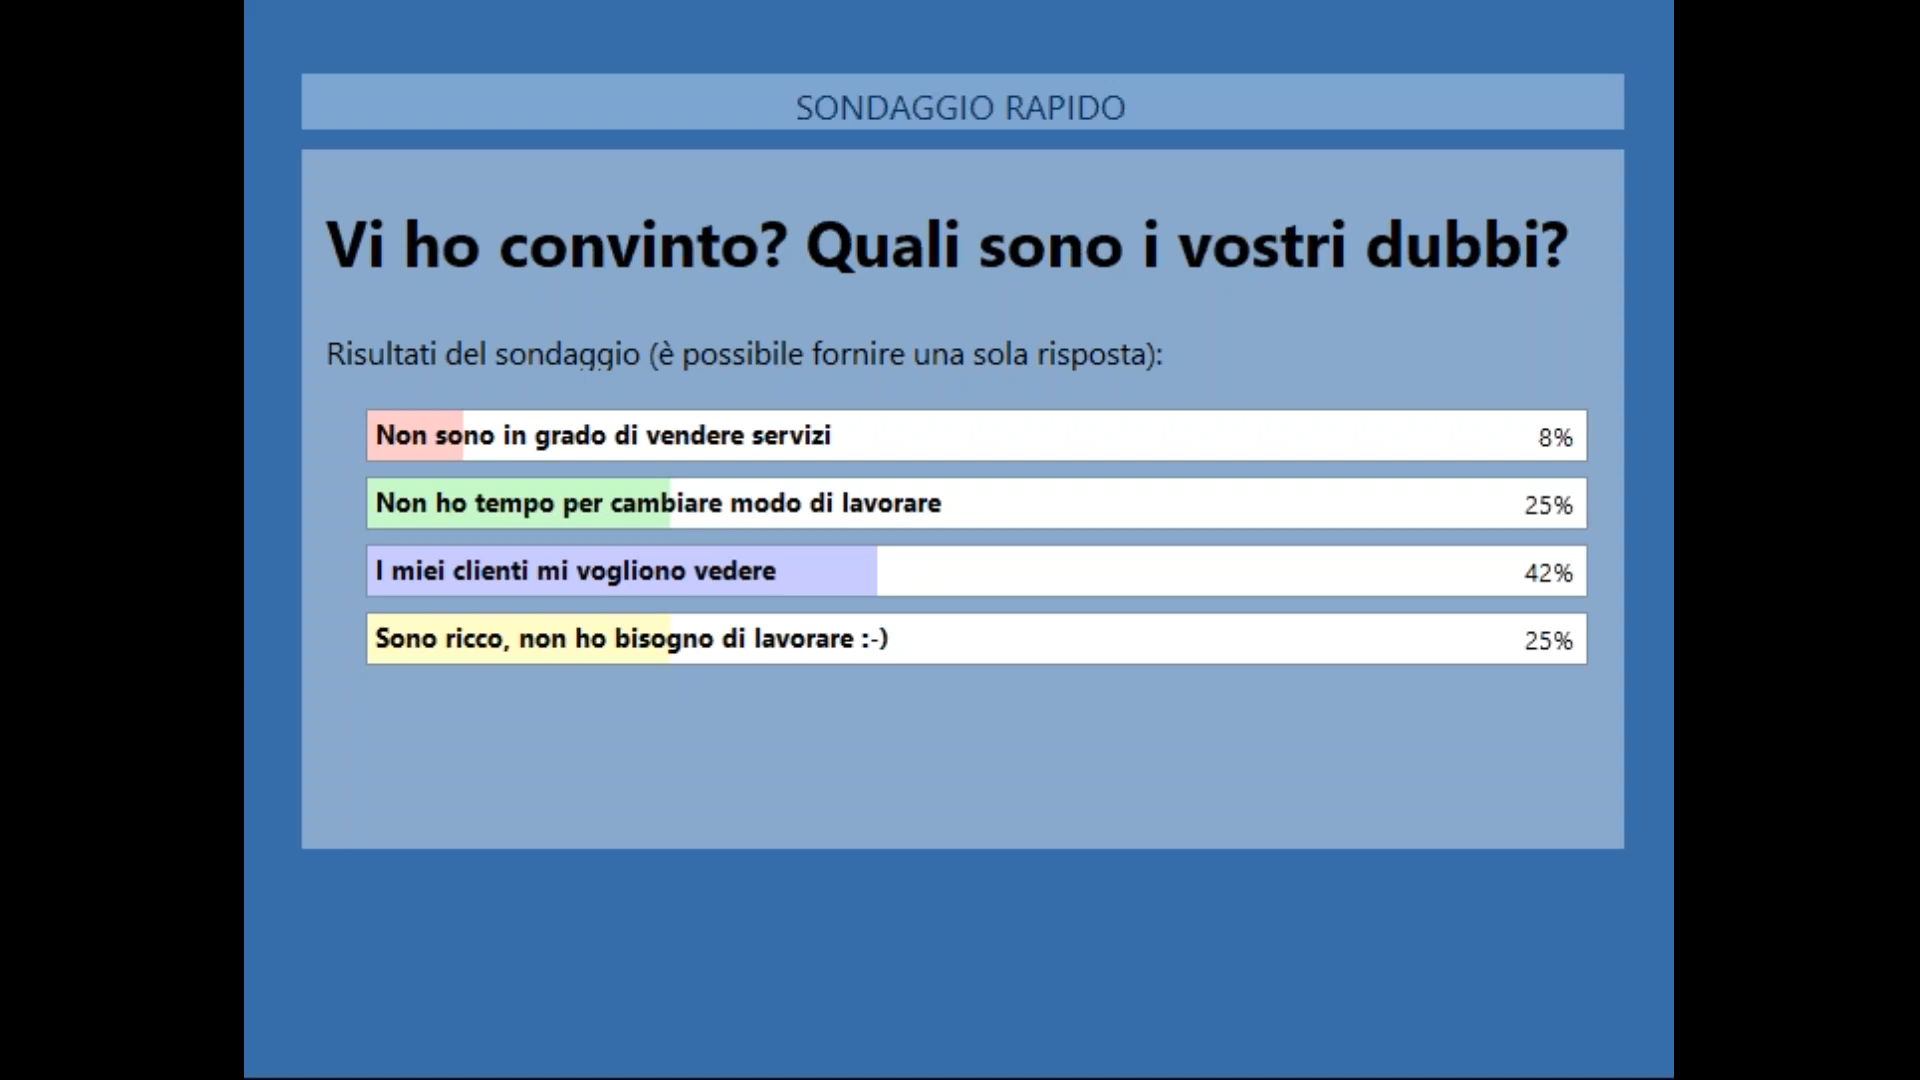 SONDAGGIO RAPIDO
Vi ho convinto? Quali sono i vostri dubbi?
Risultati del sondaggio (è possibile fornire una sola risposta):
Non sono in grado di vendere servizi 8%
Non ho tempo per cambiare modo di lavorare 25%
I miei clienti mi vogliono vedere 42%
Sono ricco, non ho bisogno di lavorare :-) 25%